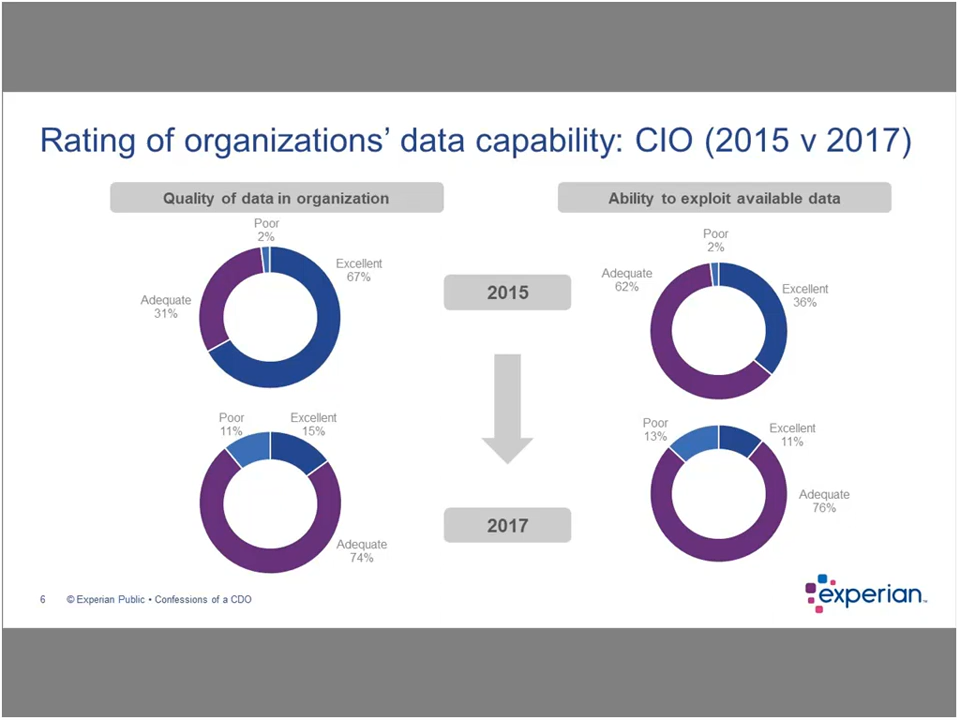 Rating of organizations’ data capability: CIO (2015 v 2017)
Quality of data in organization
Poor
2%
Excellent
67%
Adequate
31%
Ability to exploit available data
Poor
2%
Adequate
62%
Excellent
36%
2015
Poor
11%
Excellent
15%
Adequate
74%
Poor
13%
Excellent
11%
Adequate
76%
2017
6 © Experian Public • Confessions of a CDO
experian™